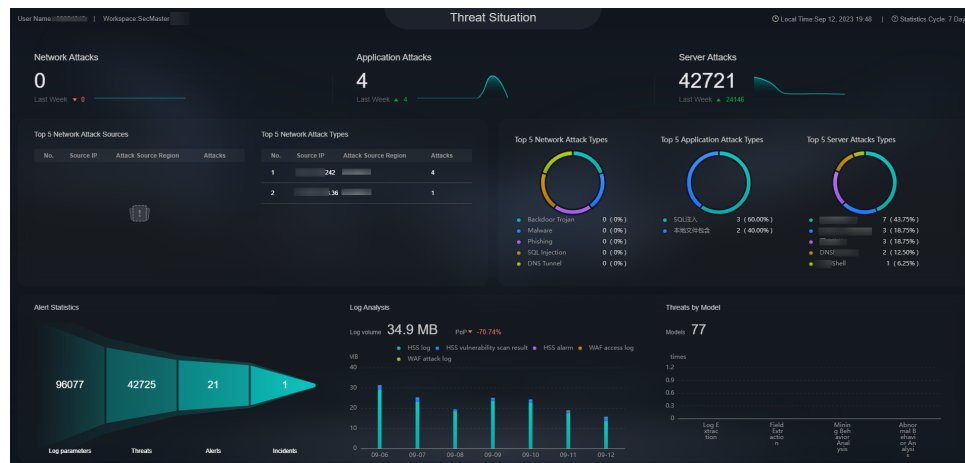 User Name: | Workspace:SecMaster
Threat Situation
Local Time:Sep 12, 2023 19:48 | Statistics Cycle: 7 Day
Network Attacks
0
Last Week ▼ 0
Application Attacks
4
Last Week ▲ 4
Server Attacks
42721
Last Week ▲ 24146
Top 5 Network Attack Sources
No. Source IP Attack Source Region Attacks
Top 5 Network Attack Types
No. Source IP Attack Source Region Attacks
1 242 4
2 .36 1
Top 5 Network Attack Types
Backdoor Trojan 0 ( 0% )
Malware 0 ( 0% )
Phishing 0 ( 0% )
SQL Injection 0 ( 0% )
DNS Tunnel 0 ( 0% )
Top 5 Application Attack Types
SQL注入 3 ( 60.00% )
本地文件包含 2 ( 40.00% )
Top 5 Server Attacks Types
7 ( 43.75% )
3 ( 18.75% )
3 ( 18.75% )
DNS 2 ( 12.50% )
Shell 1 ( 6.25% )
Alert Statistics
96077 42725 21 1
Log parameters Threats Alerts Incidents
Log Analysis
Log volume 34.9 MB PoP ▼ -70.74%
HSS log HSS vulnerability scan result HSS alarm WAF access log
WAF attack log
MB
40
30
20
10
0
09-06 09-07 09-08 09-09 09-10 09-11 09-12
Threats by Model
Models 77
times
1.2
0.9
0.6
0.3
0
Log E
xtrac
tion
Field
Extr
actio
n
Minin
g Beh
avior
Anal
ysis
Abnor
mal B
ehavi
or An
alysi
s